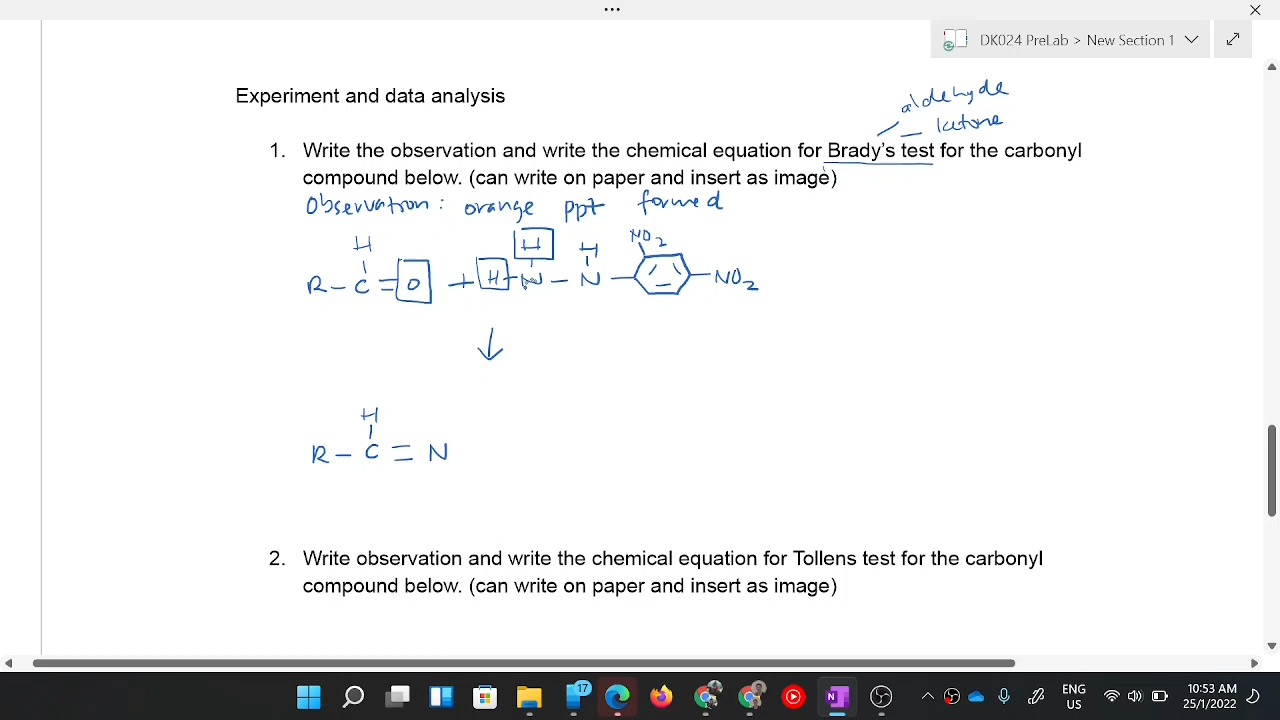 DK024 PreLab > New Section 1
Experiment and data analysis
aldehyde
ketone
1. Write the observation and write the chemical equation for Brady's test for the carbonyl
compound below. (can write on paper and insert as image)
Observation : orange ppt formed
H H H NO2
R – C = O + H – N – N – NO2
H
R – C = N
2. Write observation and write the chemical equation for Tollens test for the carbonyl
compound below. (can write on paper and insert as image)
17
ENG
US
10:53 AM
25/1/2022